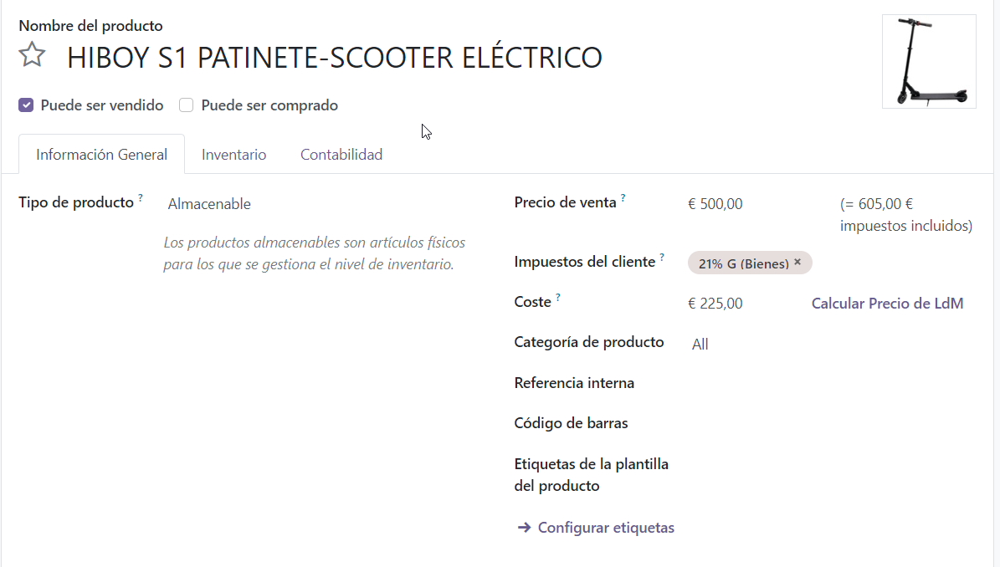 Nombre del producto
HIBOY S1 PATINETE-SCOOTER ELÉCTRICO
Puede ser vendido Puede ser comprado
Información General Inventario Contabilidad
Tipo de producto ? Almacenable
Los productos almacenables son artículos físicos
para los que se gestiona el nivel de inventario.
Precio de venta ? € 500,00 (= 605,00 €
impuestos incluidos)
Impuestos del cliente ? 21% G (Bienes) ×
Coste ? € 225,00 Calcular Precio de LdM
Categoría de producto All
Referencia interna
Código de barras
Etiquetas de la plantilla
del producto
→ Configurar etiquetas